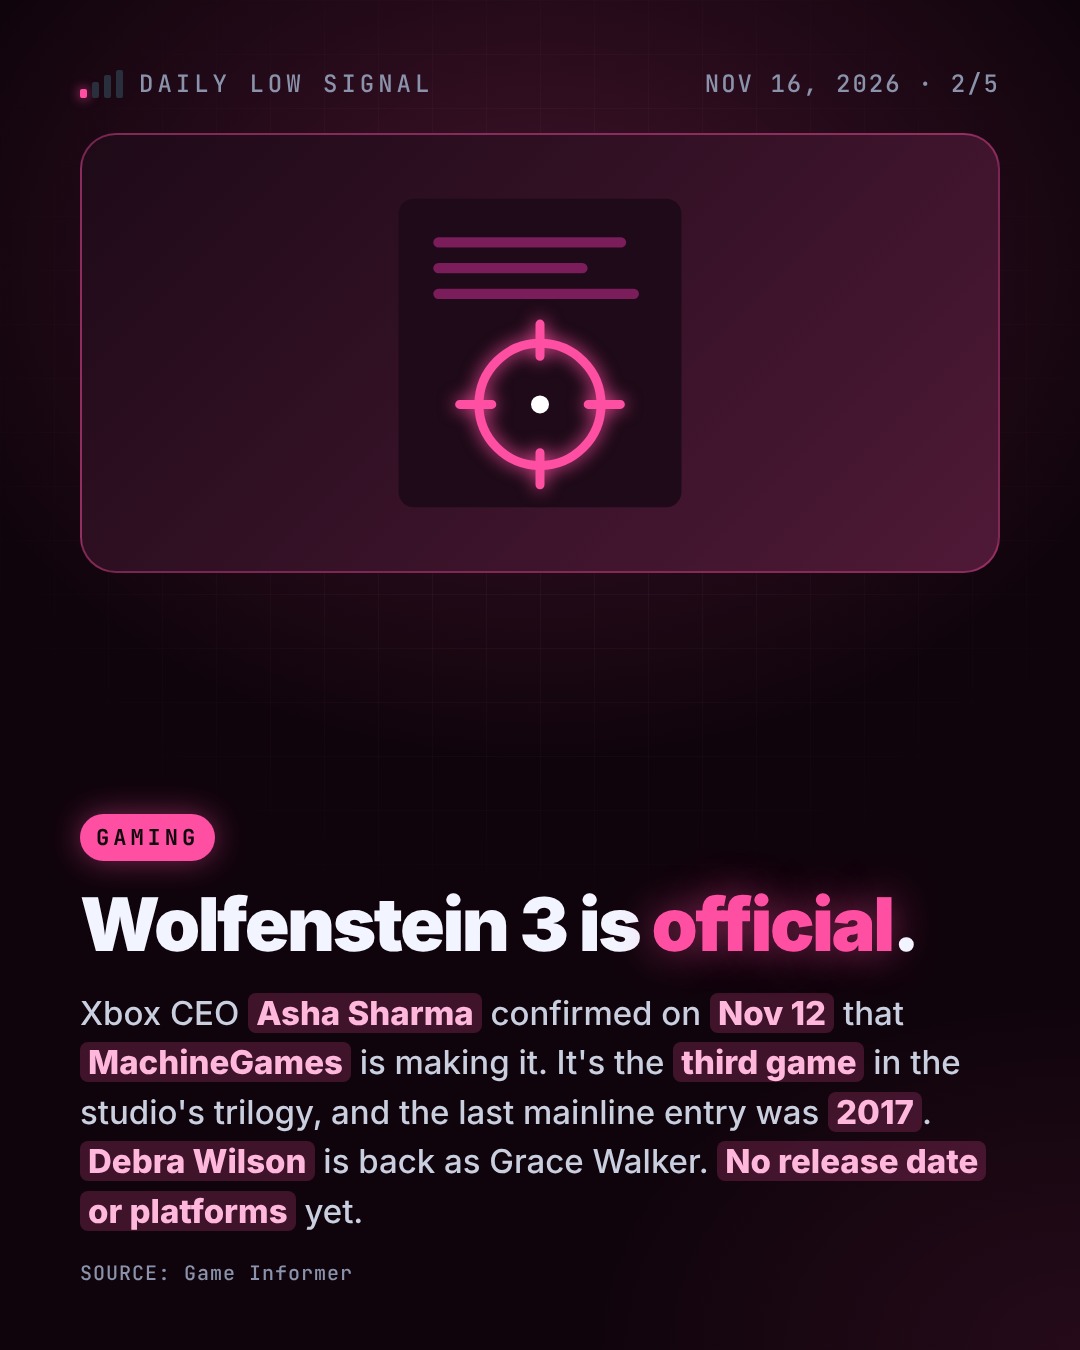 DAILY LOW SIGNAL
NOV 16, 2026 · 2/5
GAMING
Wolfenstein 3 is official.
Xbox CEO Asha Sharma confirmed on Nov 12 that
MachineGames is making it. It's the third game in the
studio's trilogy, and the last mainline entry was 2017.
Debra Wilson is back as Grace Walker. No release date
or platforms yet.
SOURCE: Game Informer